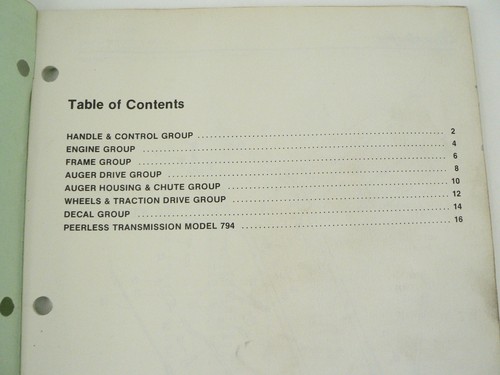 Table of Contents
HANDLE & CONTROL GROUP 2
ENGINE GROUP 4
FRAME GROUP 6
AUGER DRIVE GROUP 8
AUGER HOUSING & CHUTE GROUP 10
WHEELS & TRACTION DRIVE GROUP 12
DECAL GROUP 14
PEERLESS TRANSMISSION MODEL 794 16